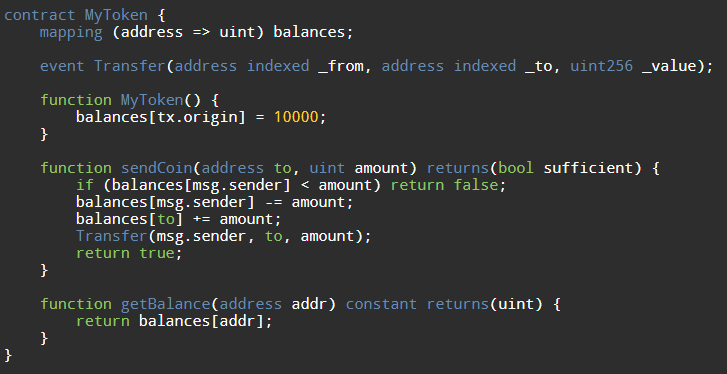 contract MyToken {
mapping (address => uint) balances;
event Transfer(address indexed _from, address indexed _to, uint256 _value);
function MyToken() {
balances[tx.origin] = 10000;
}
function sendCoin(address to, uint amount) returns(bool sufficient) {
if (balances[msg.sender] < amount) return false;
balances[msg.sender] -= amount;
balances[to] += amount;
Transfer(msg.sender, to, amount);
return true;
}
function getBalance(address addr) constant returns(uint) {
return balances[addr];
}
}